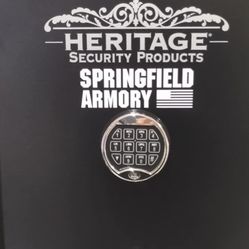 HERITAGE®
SECURITY PRODUCTS
SPRINGFIELD
ARMORY